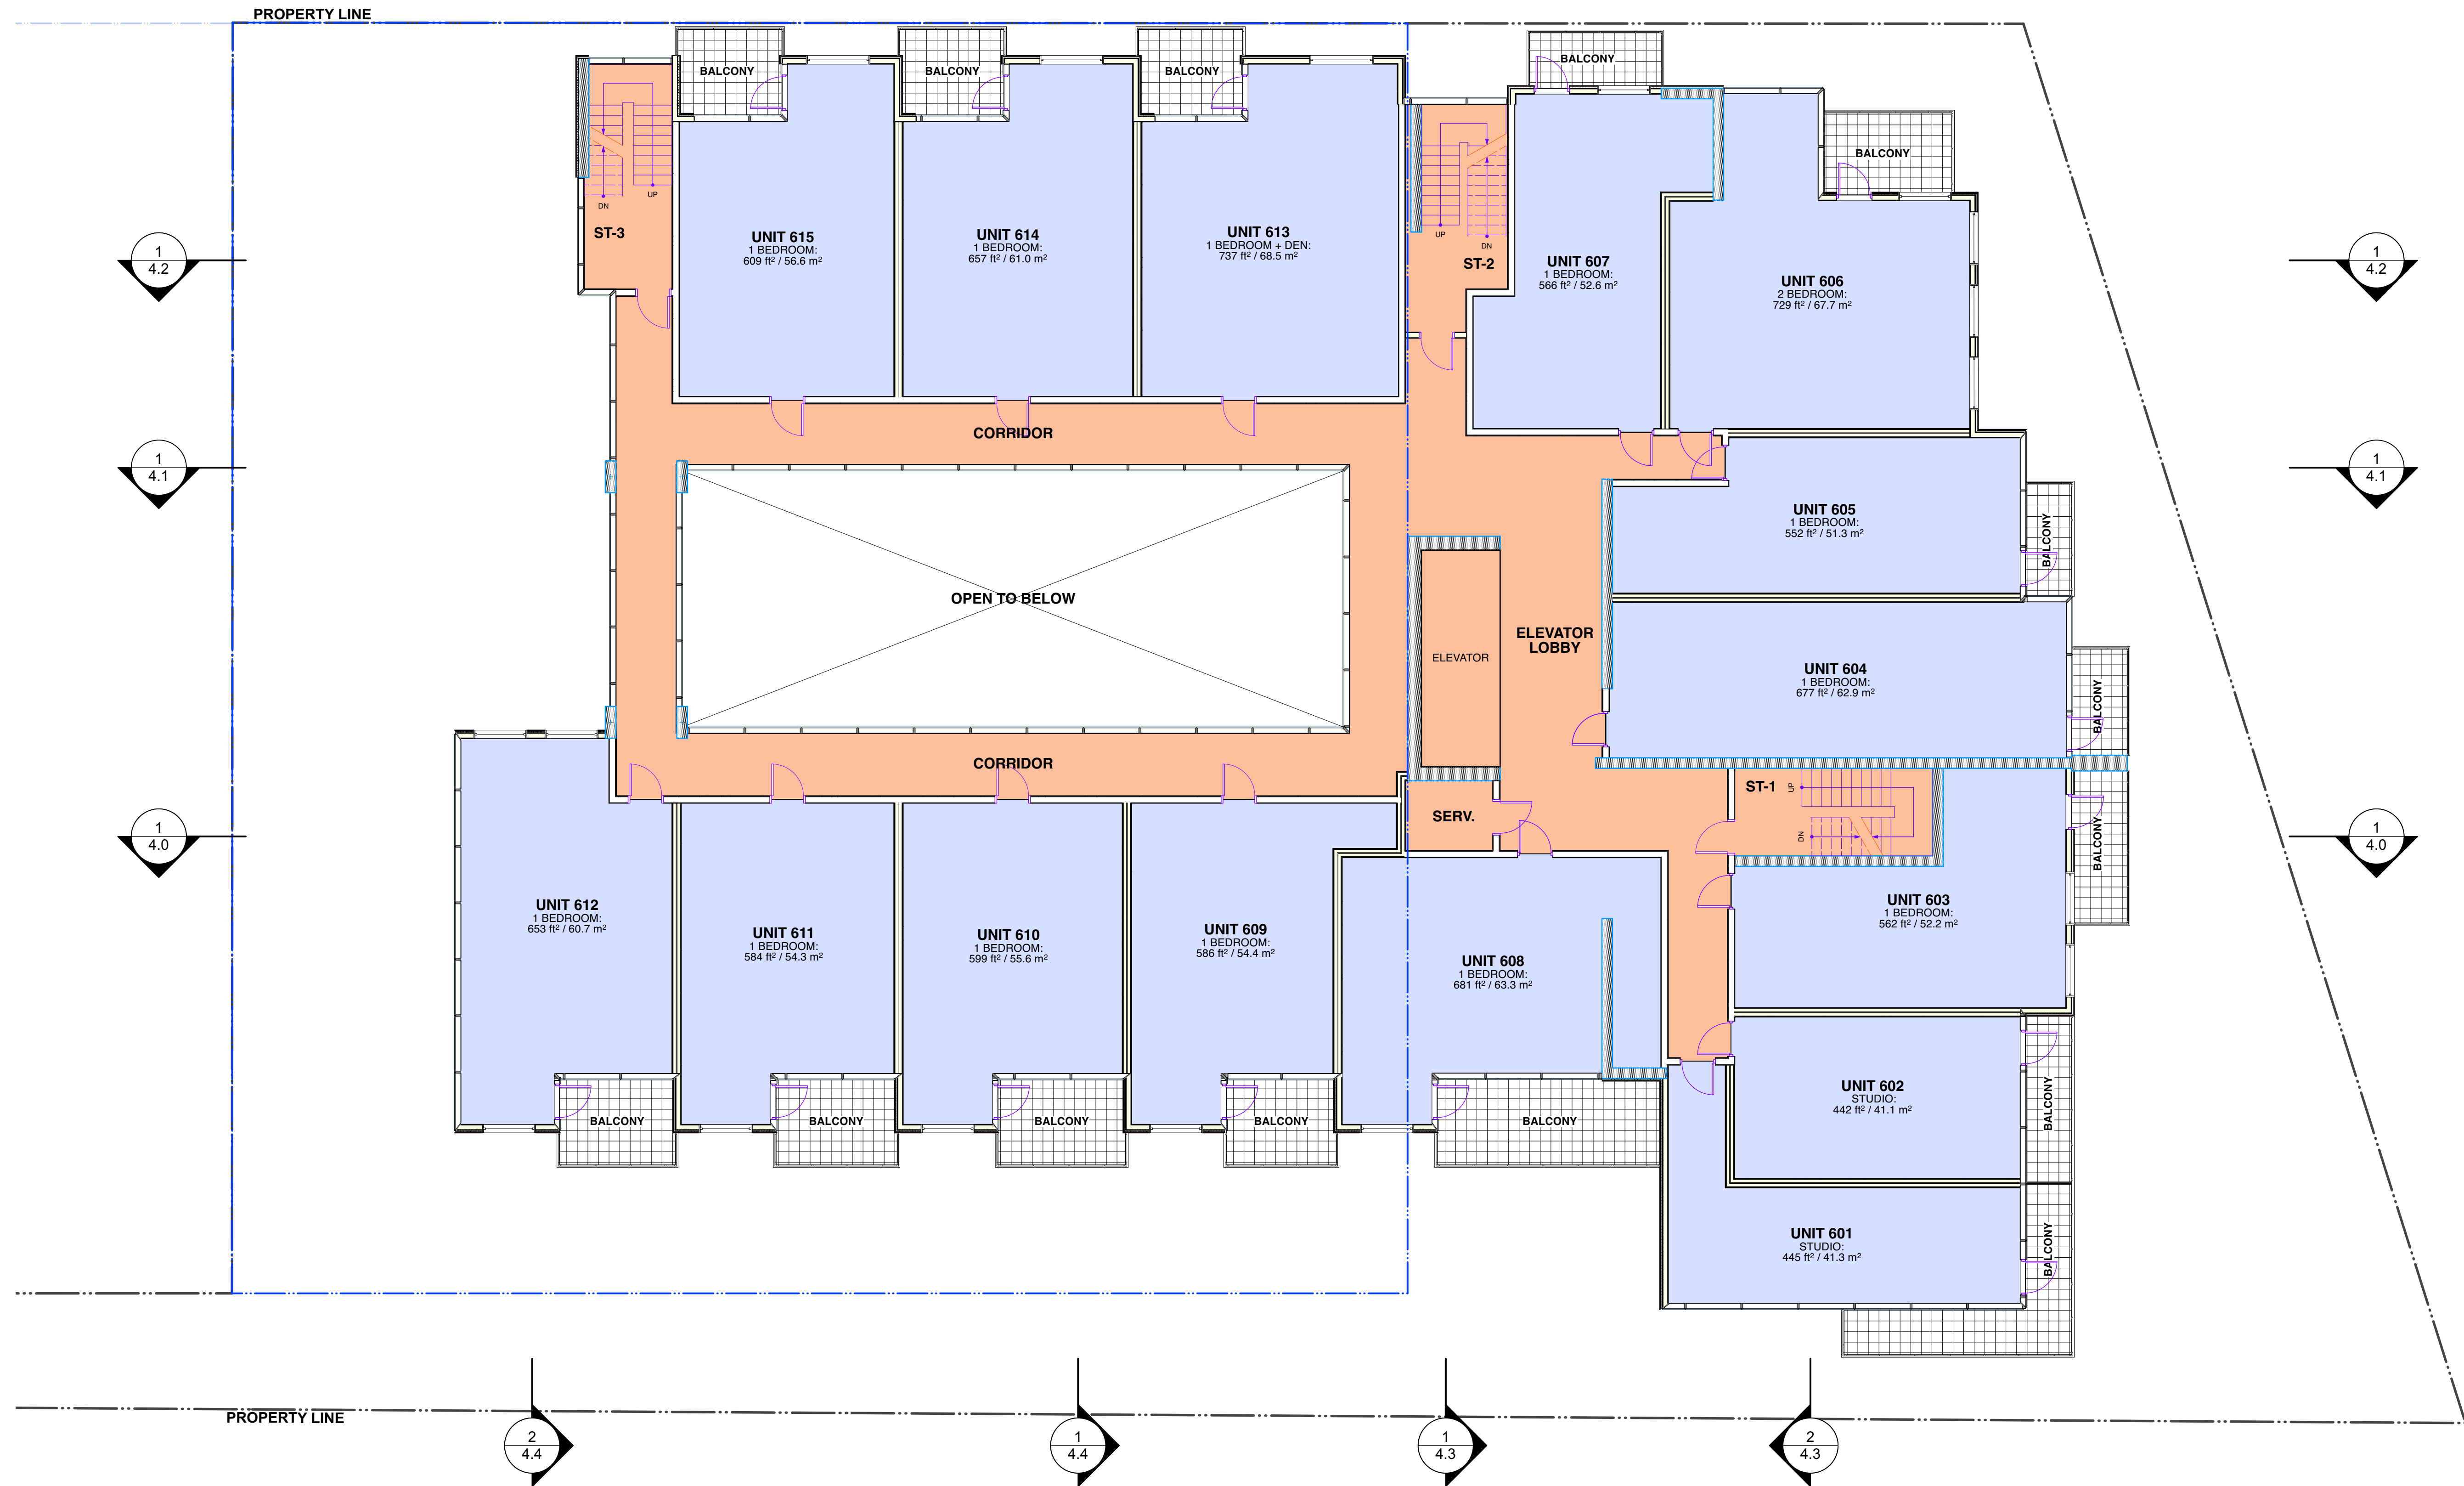 PROPERTY LINE
BALCONY
BALCONY
BALCONY
BALCONY
BALCONY
UP
DN
ST-3
UNIT 615
1 BEDROOM:
609 ft² / 56.6 m²
UNIT 614
1 BEDROOM:
657 ft² / 61.0 m²
UNIT 613
1 BEDROOM + DEN:
737 ft² / 68.5 m²
UP
DN
ST-2
UNIT 607
1 BEDROOM:
566 ft² / 52.6 m²
UNIT 606
2 BEDROOM:
729 ft² / 67.7 m²
1
4.2
1
4.2
CORRIDOR
1
4.1
1
4.1
UNIT 605
1 BEDROOM:
552 ft² / 51.3 m²
BALCONY
OPEN TO BELOW
ELEVATOR
ELEVATOR
LOBBY
UNIT 604
1 BEDROOM:
677 ft² / 62.9 m²
BALCONY
CORRIDOR
SERV.
ST-1
UP
DN
BALCONY
1
4.0
1
4.0
UNIT 612
1 BEDROOM:
653 ft² / 60.7 m²
UNIT 611
1 BEDROOM:
584 ft² / 54.3 m²
UNIT 610
1 BEDROOM:
599 ft² / 55.6 m²
UNIT 609
1 BEDROOM:
586 ft² / 54.4 m²
UNIT 608
1 BEDROOM:
681 ft² / 63.3 m²
UNIT 603
1 BEDROOM:
562 ft² / 52.2 m²
UNIT 602
STUDIO:
442 ft² / 41.1 m²
BALCONY
BALCONY
BALCONY
BALCONY
BALCONY
BALCONY
UNIT 601
STUDIO:
445 ft² / 41.3 m²
BALCONY
PROPERTY LINE
2
4.4
1
4.4
1
4.3
2
4.3